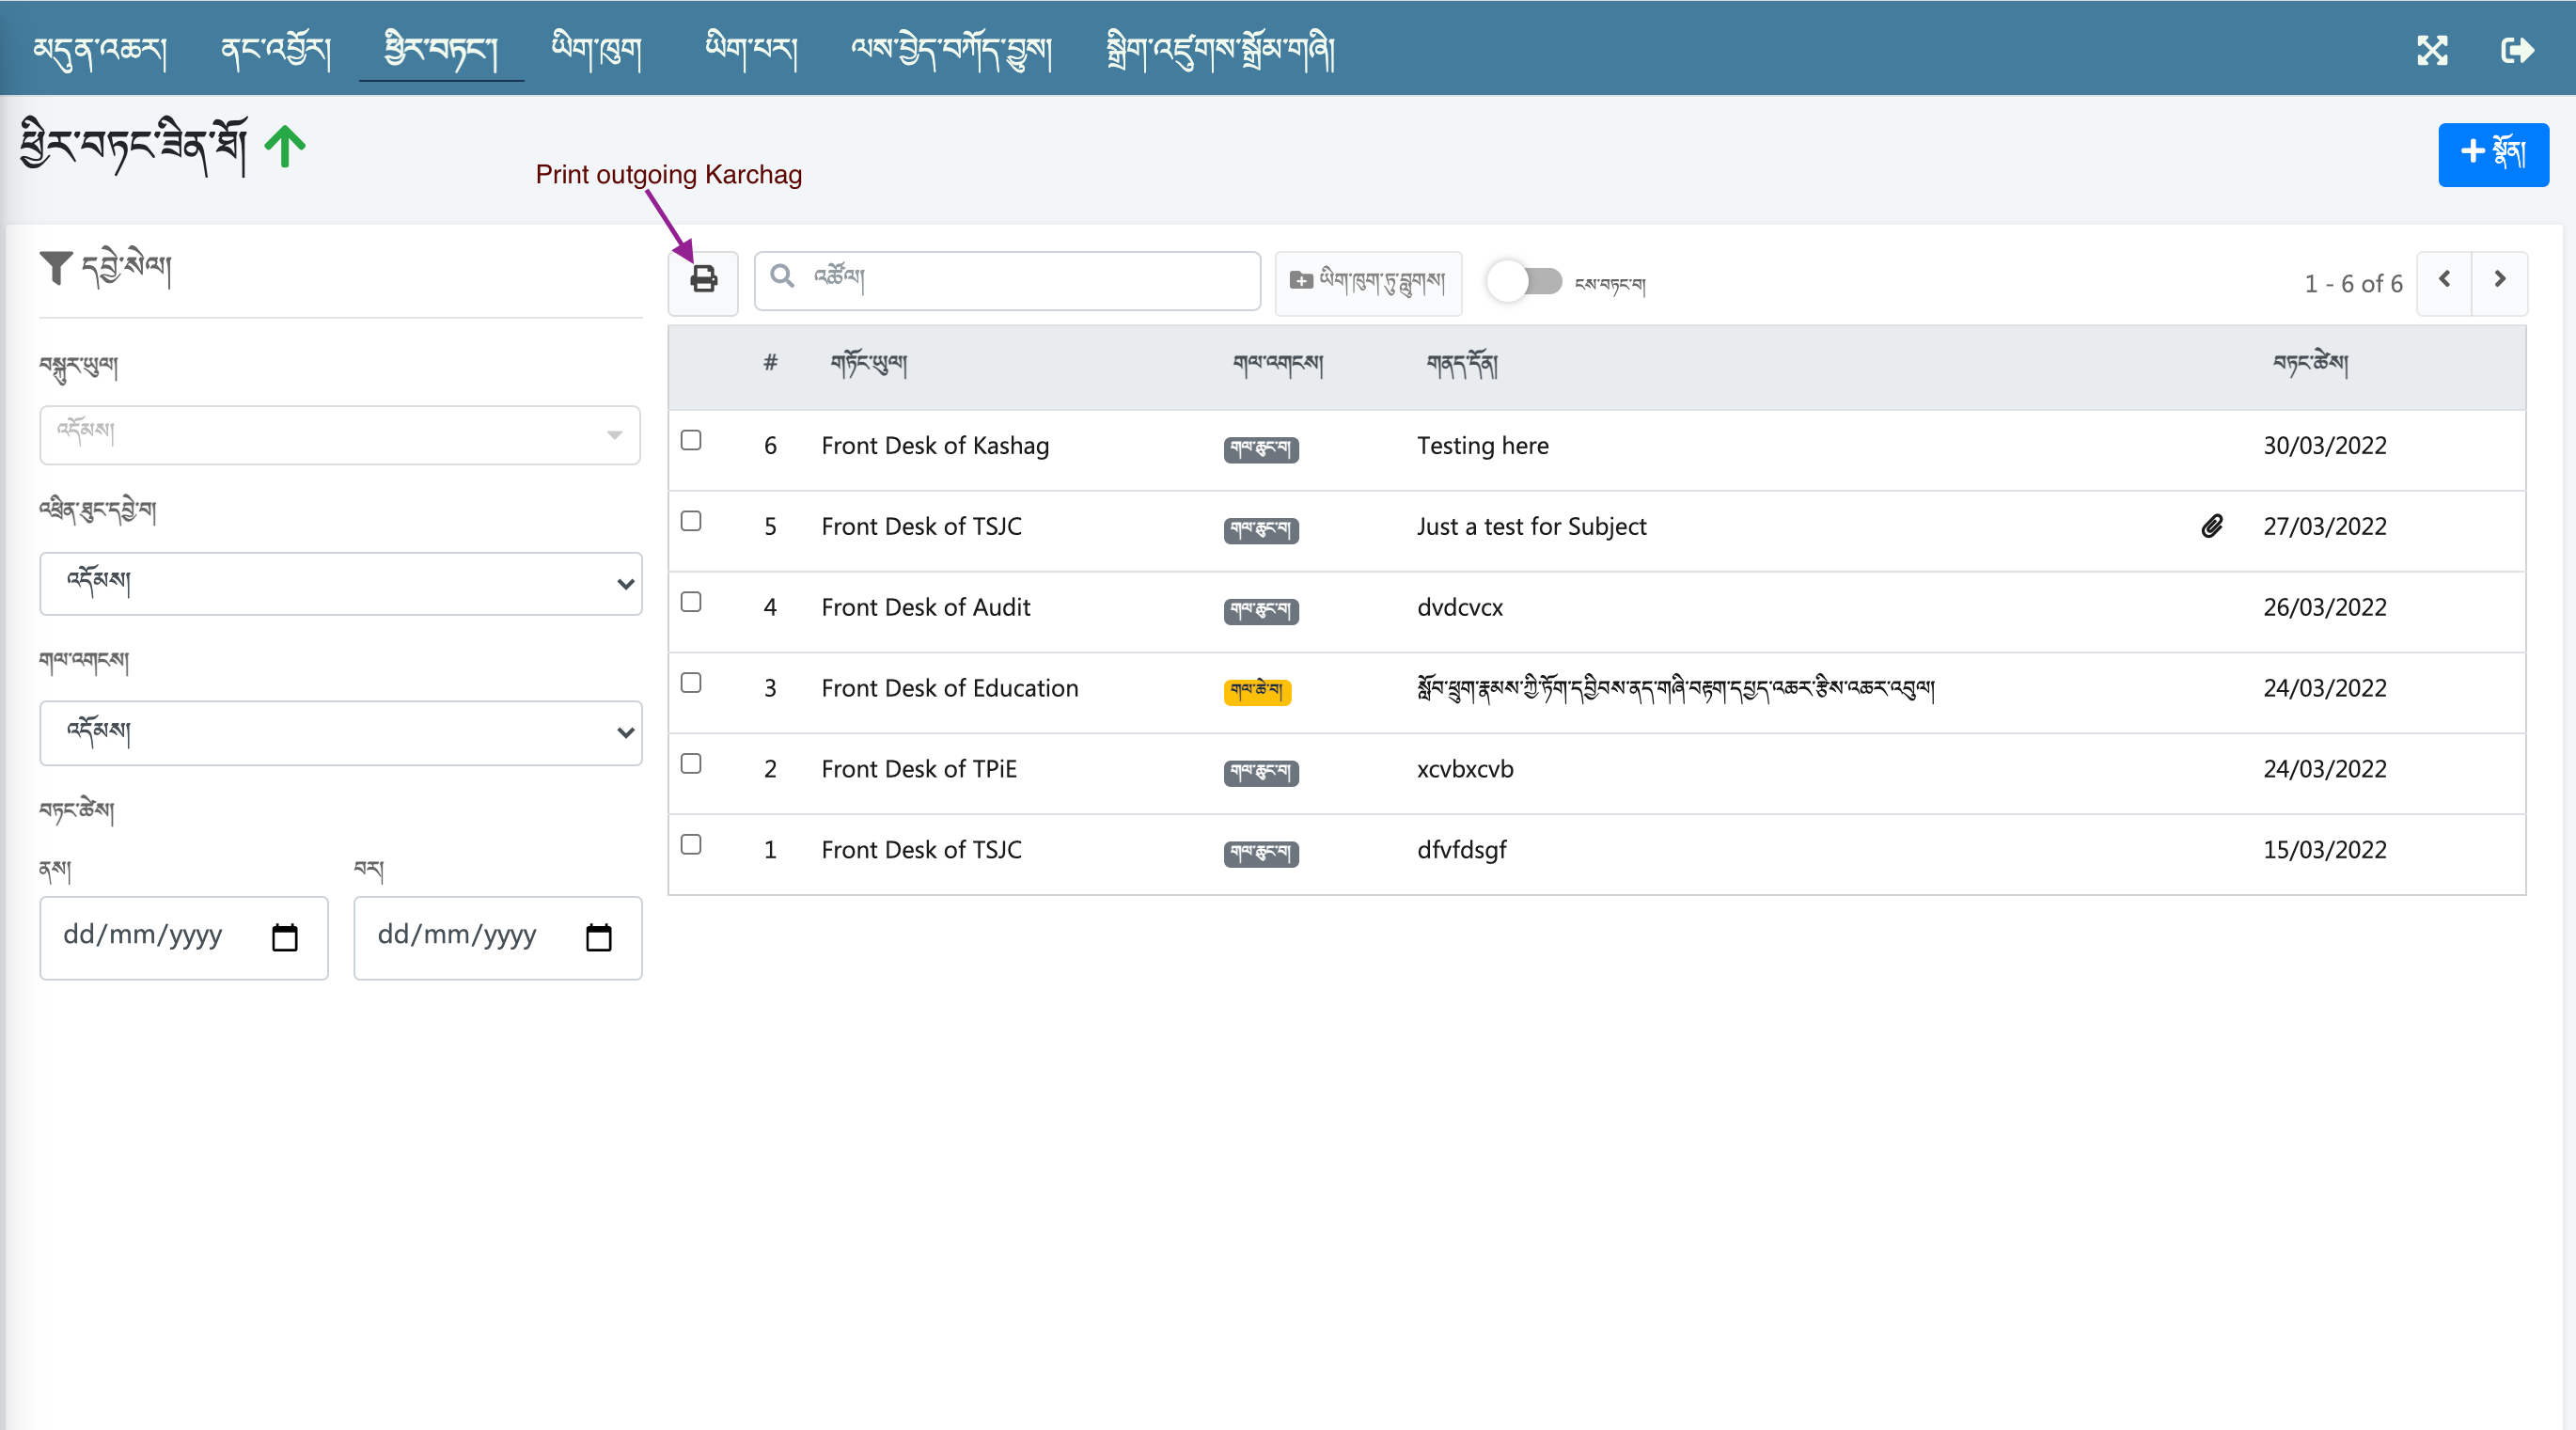 མདུན་འཆར། ནང་འབྱོར། ཕྱིར་བཏང་། ཡིག་ཁུག ཡིག་པར། ལས་བྱེད་བཀོད་བྱུས། སྒྲིག་འཛུགས་སྒྲོམ་གཞི།
ཕྱིར་བཏང་ཟིན་ཐོ།
སྣོན།
Print outgoing Karchag
དབྱེ་སེལ།
འཚོལ།
ཡིག་ཁུག་ཏུ་བླུགས།
ངས་བཏང་བ།
1 - 6 of 6
བསྐུར་ཡུལ།
འདོམས།
འཕྲིན་ཐུང་དབྱེ་བ།
འདོམས།
གལ་འགངས།
འདོམས།
བཏང་ཚེས།
ནས། བར།
dd/mm/yyyy dd/mm/yyyy
# གཏོང་ཡུལ། གལ་འགངས། གནད་དོན། བཏང་ཚེས།
6 Front Desk of Kashag གལ་ཆུང་བ། Testing here 30/03/2022
5 Front Desk of TSJC གལ་ཆུང་བ། Just a test for Subject 27/03/2022
4 Front Desk of Audit གལ་ཆུང་བ། dvdcvcx 26/03/2022
3 Front Desk of Education གལ་ཆེ་བ། སློབ་ཕྲུག་རྣམས་ཀྱི་ཏོག་དབྱིབས་ནད་གཞི་བརྟག་དཔྱད་འཆར་རྩིས་འཆར་འབུལ། 24/03/2022
2 Front Desk of TPiE གལ་ཆུང་བ། xcvbxcvb 24/03/2022
1 Front Desk of TSJC གལ་ཆུང་བ། dfvfdsgf 15/03/2022